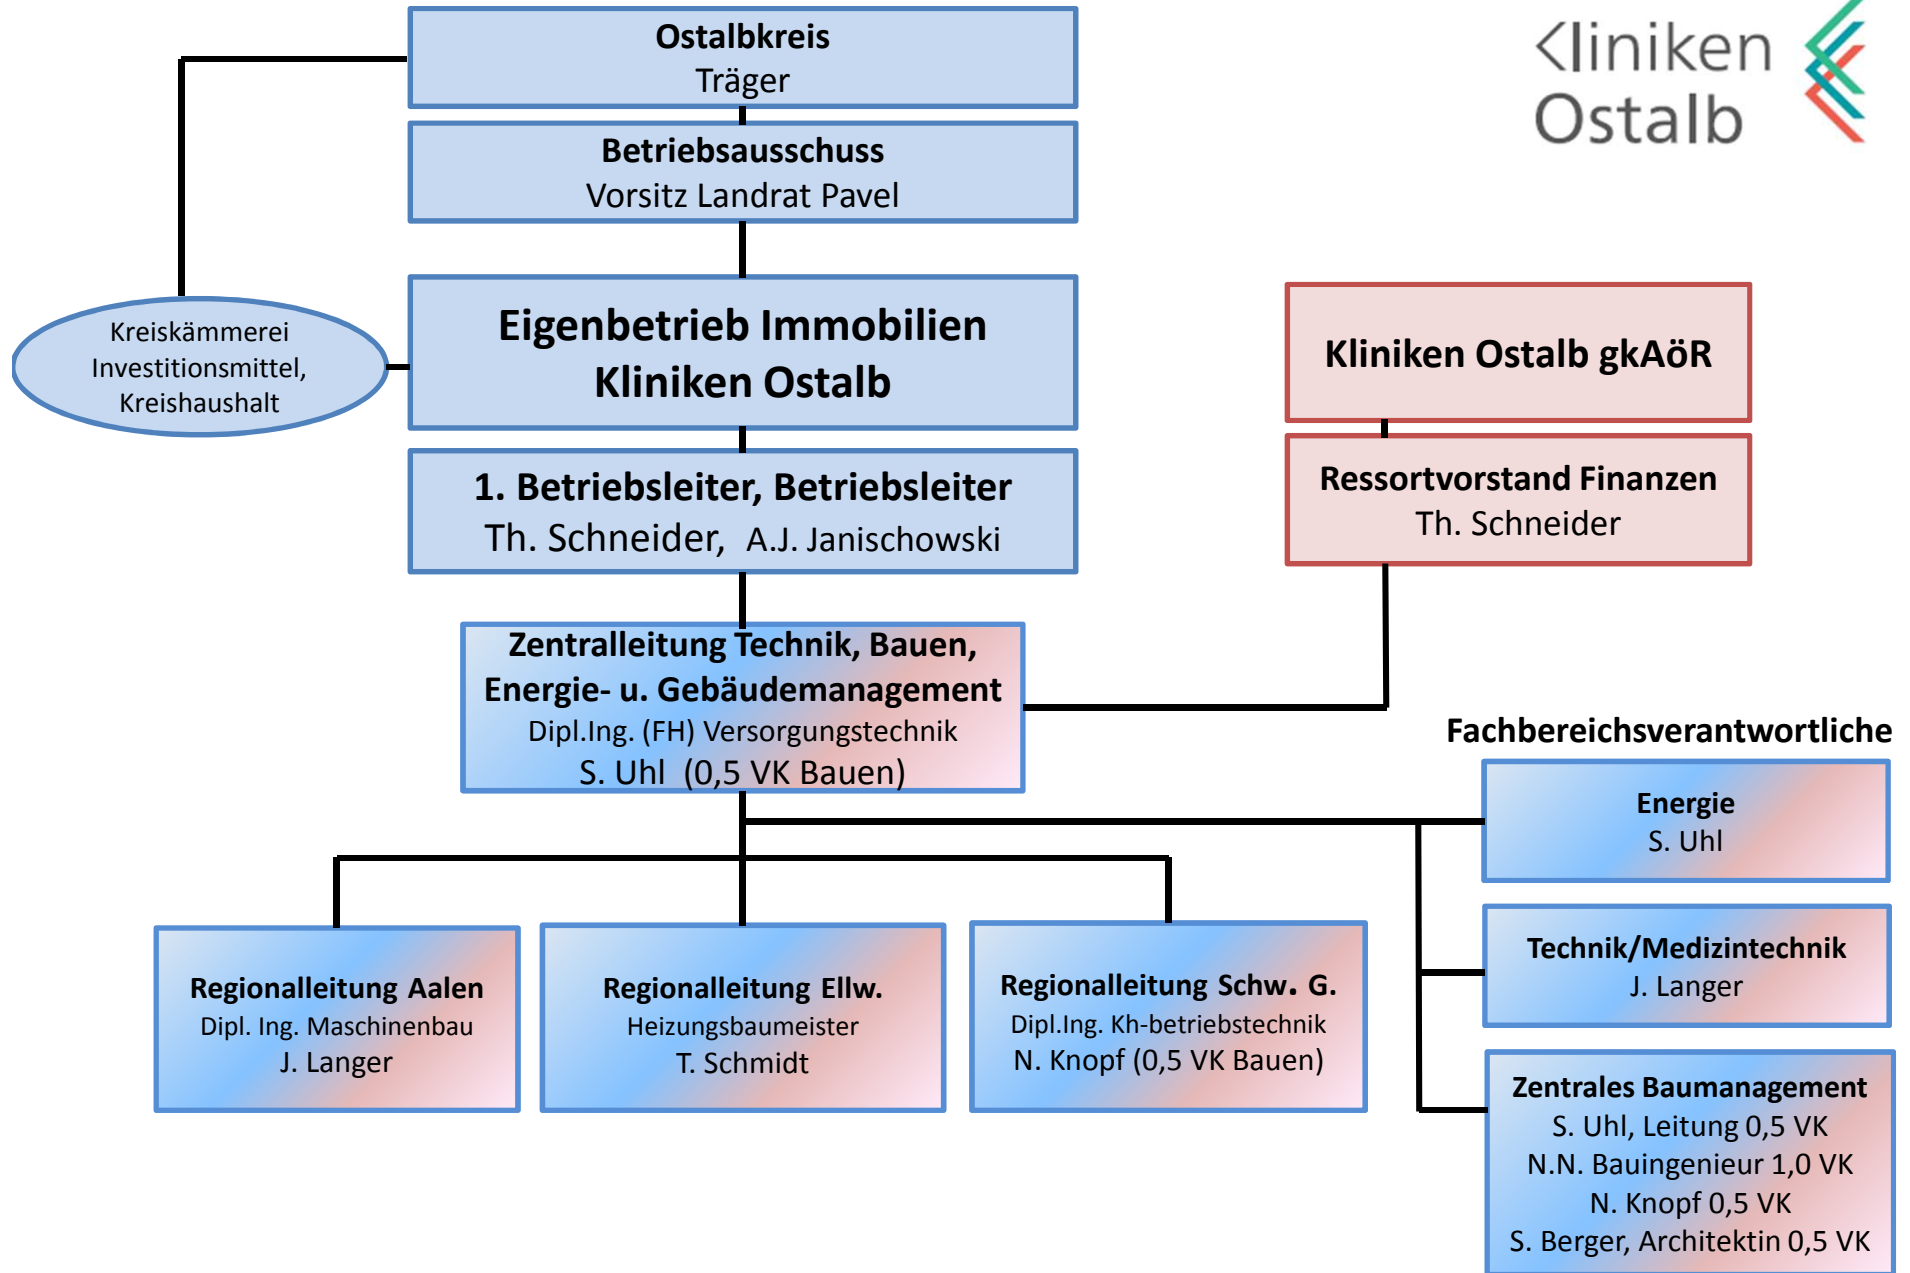 Kliniken
Ostalb
Ostalbkreis
Träger
Betriebsausschuss
Vorsitz Landrat Pavel
Kreiskämmerei
Investitionsmittel,
Kreishaushalt
Eigenbetrieb Immobilien
Kliniken Ostalb
Kliniken Ostalb gkAöR
1. Betriebsleiter, Betriebsleiter
Th. Schneider, A.J. Janischowski
Ressortvorstand Finanzen
Th. Schneider
Zentralleitung Technik, Bauen,
Energie- u. Gebäudemanagement
Dipl.Ing. (FH) Versorgungstechnik
S. Uhl (0,5 VK Bauen)
Fachbereichsverantwortliche
Energie
S. Uhl
Technik/Medizintechnik
J. Langer
Zentrales Baumanagement
S. Uhl, Leitung 0,5 VK
N.N. Bauingenieur 1,0 VK
N. Knopf 0,5 VK
S. Berger, Architektin 0,5 VK
Regionalleitung Aalen
Dipl. Ing. Maschinenbau
J. Langer
Regionalleitung Ellw.
Heizungsbaumeister
T. Schmidt
Regionalleitung Schw. G.
Dipl.Ing. Kh-betriebstechnik
N. Knopf (0,5 VK Bauen)